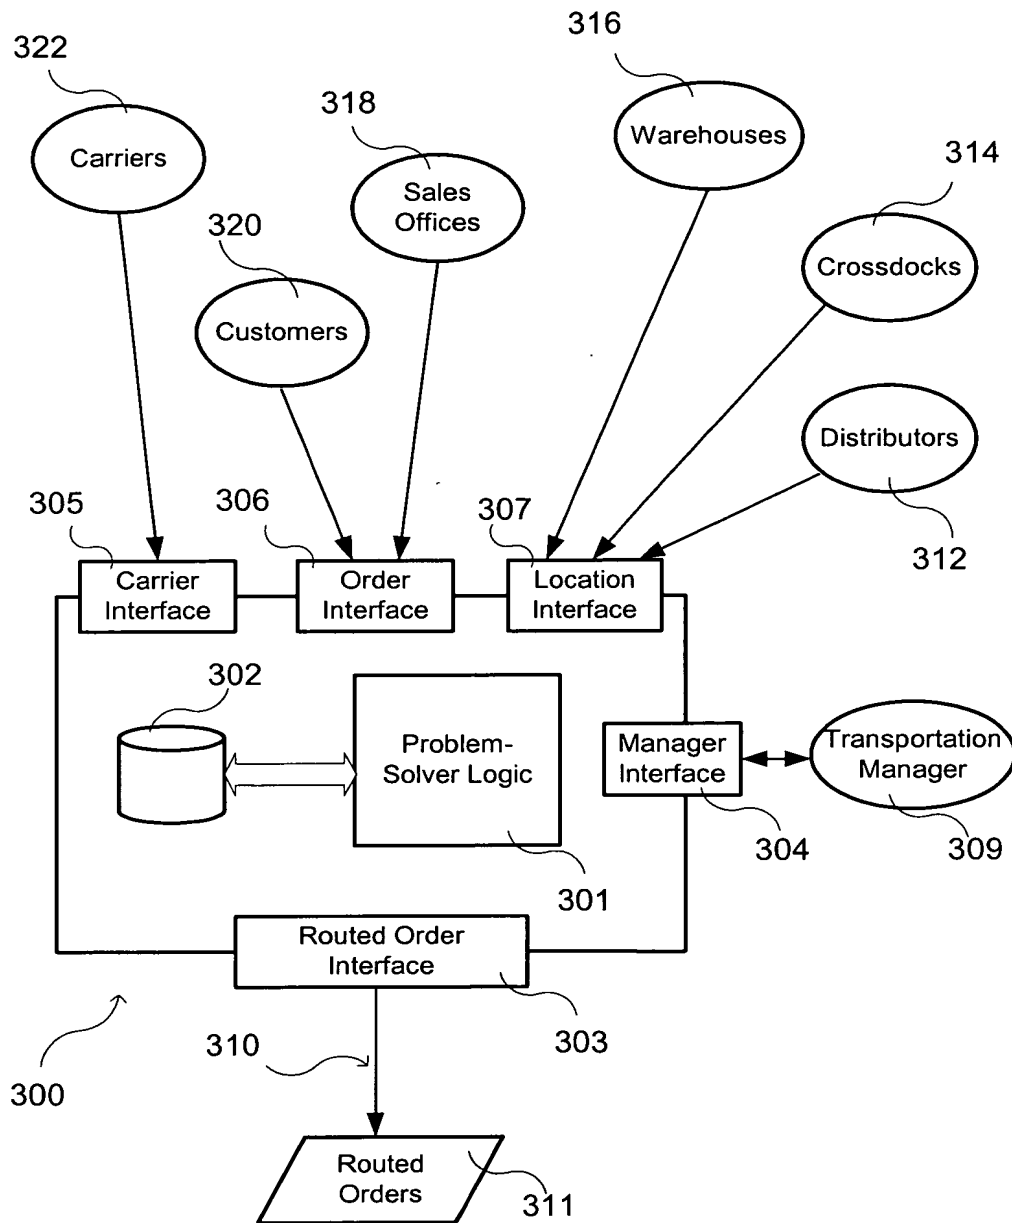 322
316
318
Carriers
Warehouses
314
Sales
Offices
320
Crossdocks
Customers
Distributors
305
306
307
312
Carrier
Interface
Order
Interface
Location
Interface
302
Problem-
Solver Logic
Manager
Interface
Transportation
Manager
304
309
301
Routed Order
Interface
303
310
300
Routed
Orders
311